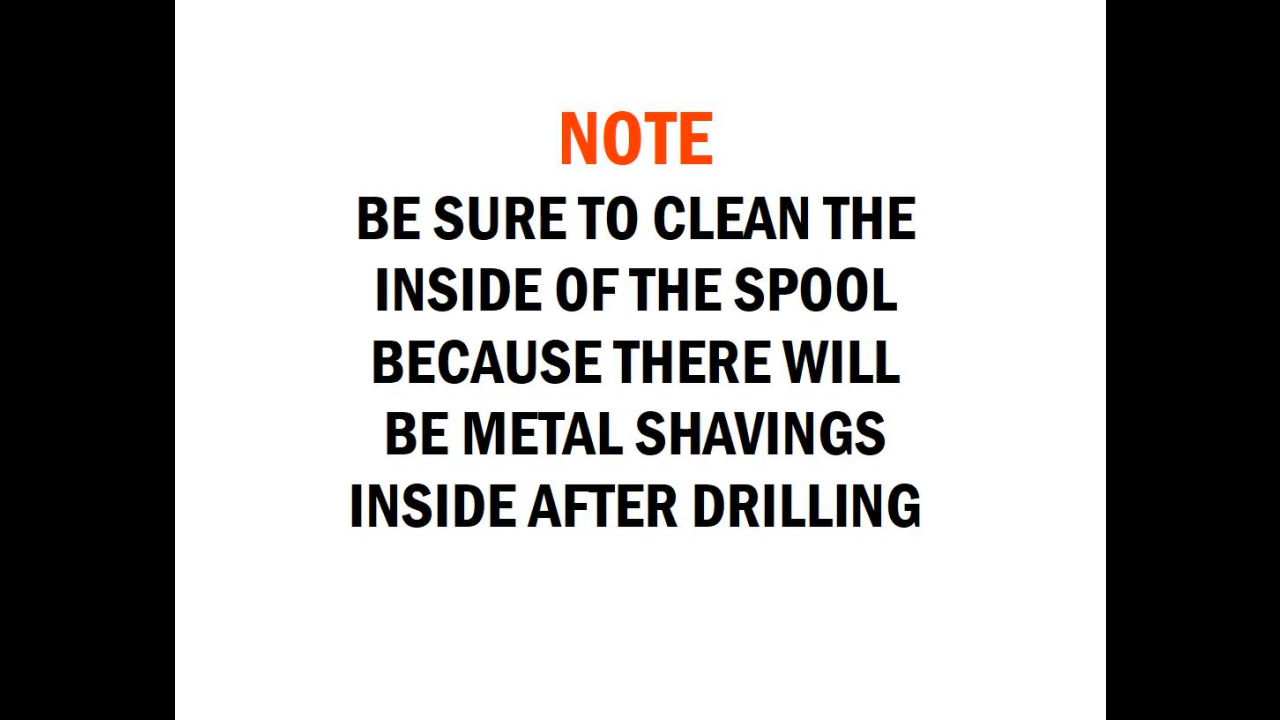 NOTE
BE SURE TO CLEAN THE
INSIDE OF THE SPOOL
BECAUSE THERE WILL
BE METAL SHAVINGS
INSIDE AFTER DRILLING